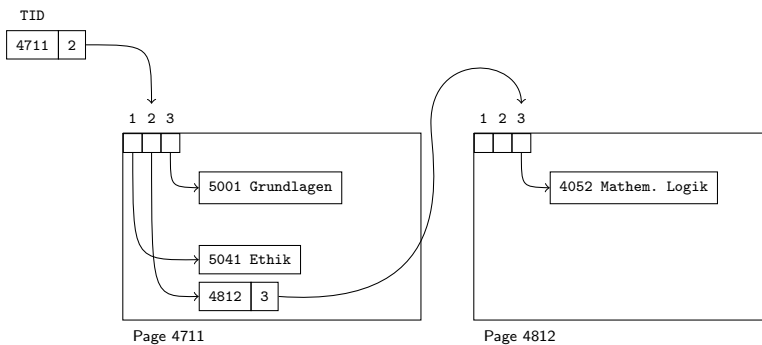 TID
4711 2
1 2 3
1 2 3
5001 Grundlagen
4052 Mathem. Logik
5041 Ethik
4812 3
Page 4711
Page 4812